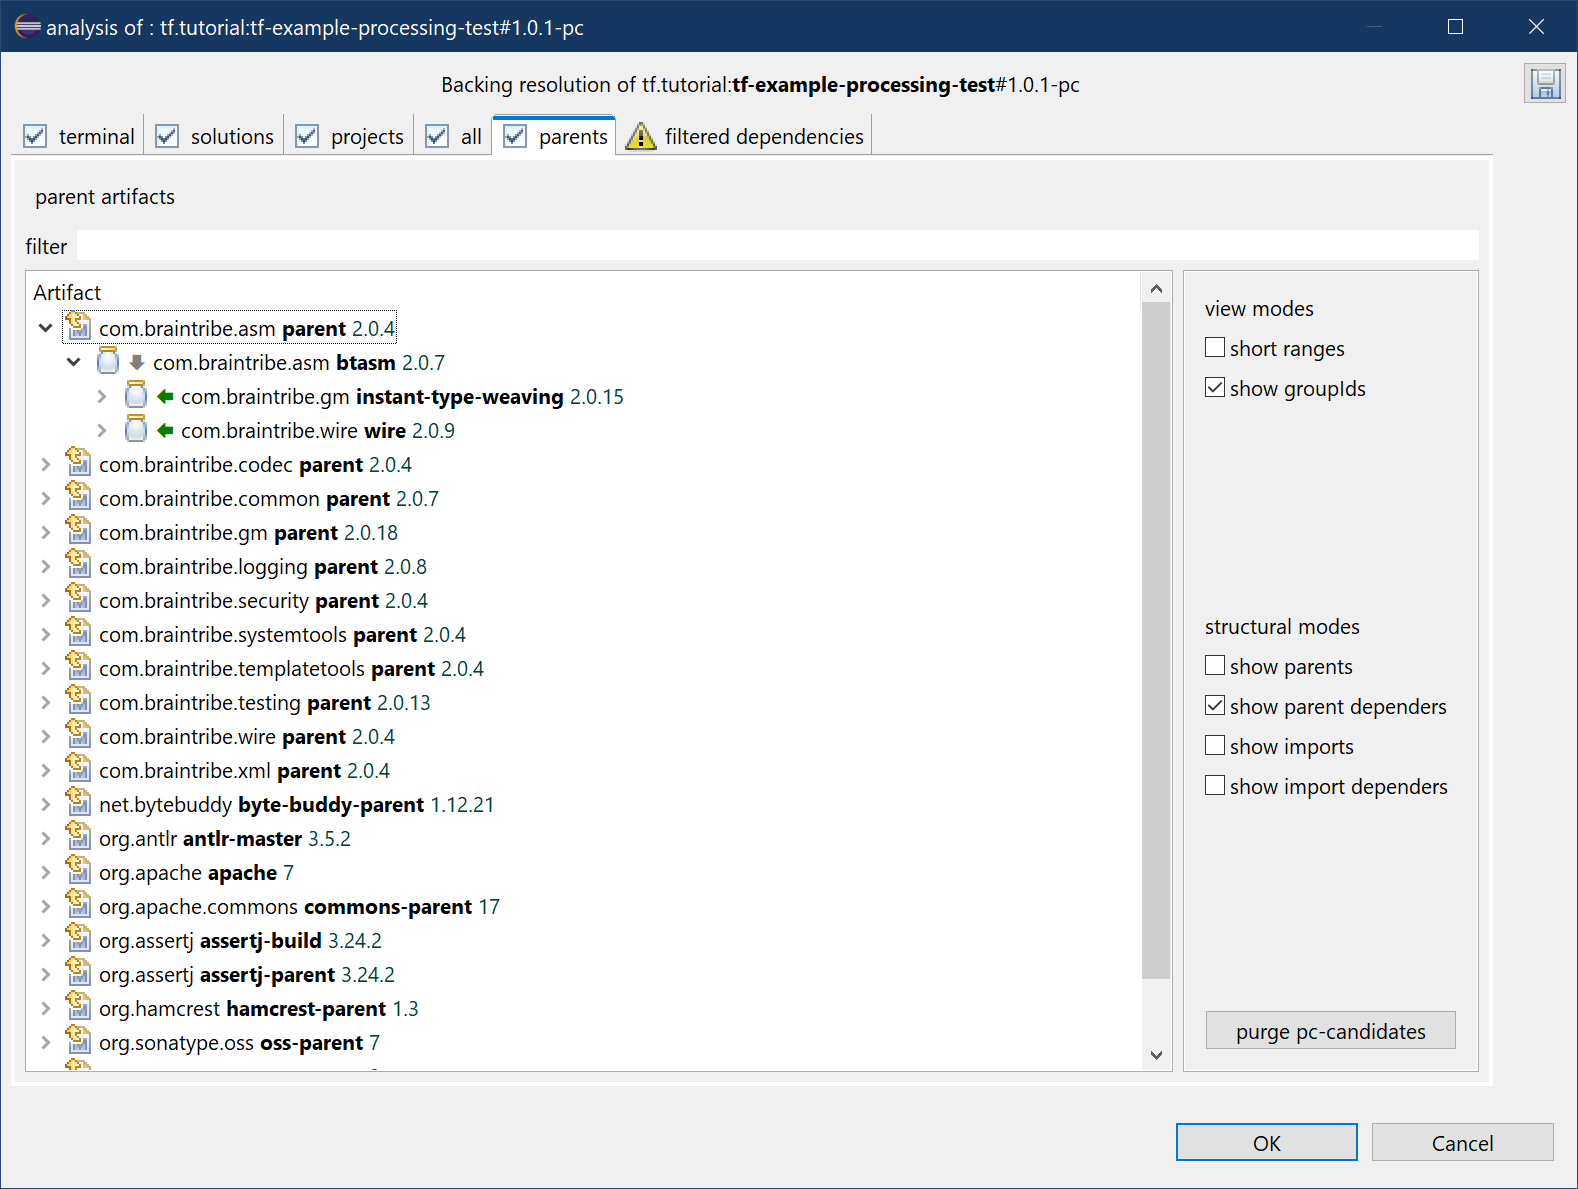 analysis of : tf.tutorial:tf-example-processing-test#1.0.1-pc
Backing resolution of tf.tutorial:tf-example-processing-test#1.0.1-pc
terminal solutions projects all parents filtered dependencies
parent artifacts
filter
Artifact
com.braintribe.asm parent 2.0.4
com.braintribe.asm btasm 2.0.7
com.braintribe.gm instant-type-weaving 2.0.15
com.braintribe.wire wire 2.0.9
com.braintribe.codec parent 2.0.4
com.braintribe.common parent 2.0.7
com.braintribe.gm parent 2.0.18
com.braintribe.logging parent 2.0.8
com.braintribe.security parent 2.0.4
com.braintribe.systemtools parent 2.0.4
com.braintribe.templatetools parent 2.0.4
com.braintribe.testing parent 2.0.13
com.braintribe.wire parent 2.0.4
com.braintribe.xml parent 2.0.4
net.bytebuddy byte-buddy-parent 1.12.21
org.antlr antlr-master 3.5.2
org.apache apache 7
org.apache.commons commons-parent 17
org.assertj assertj-build 3.24.2
org.assertj assertj-parent 3.24.2
org.hamcrest hamcrest-parent 1.3
org.sonatype.oss oss-parent 7
view modes
short ranges
show groupIds
structural modes
show parents
show parent dependers
show imports
show import dependers
purge pc-candidates
OK
Cancel